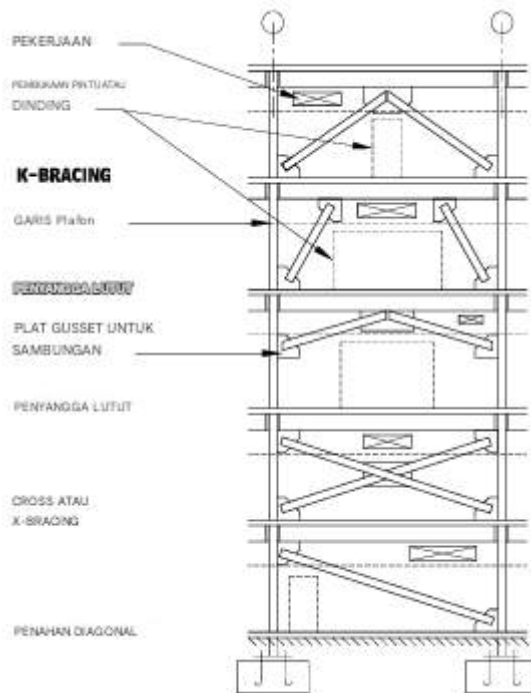 PEKERJAAN
PEMBUKAAN PINTU ATAU
DINDING
K-BRACING
GARIS Plafon
PENYANGGA LUTUT
PLAT GUSSET UNTUK
SAMBUNGAN
PENYANGGA LUTUT
CROSS ATAU
X-BRACING
PENAHAN DIAGONAL